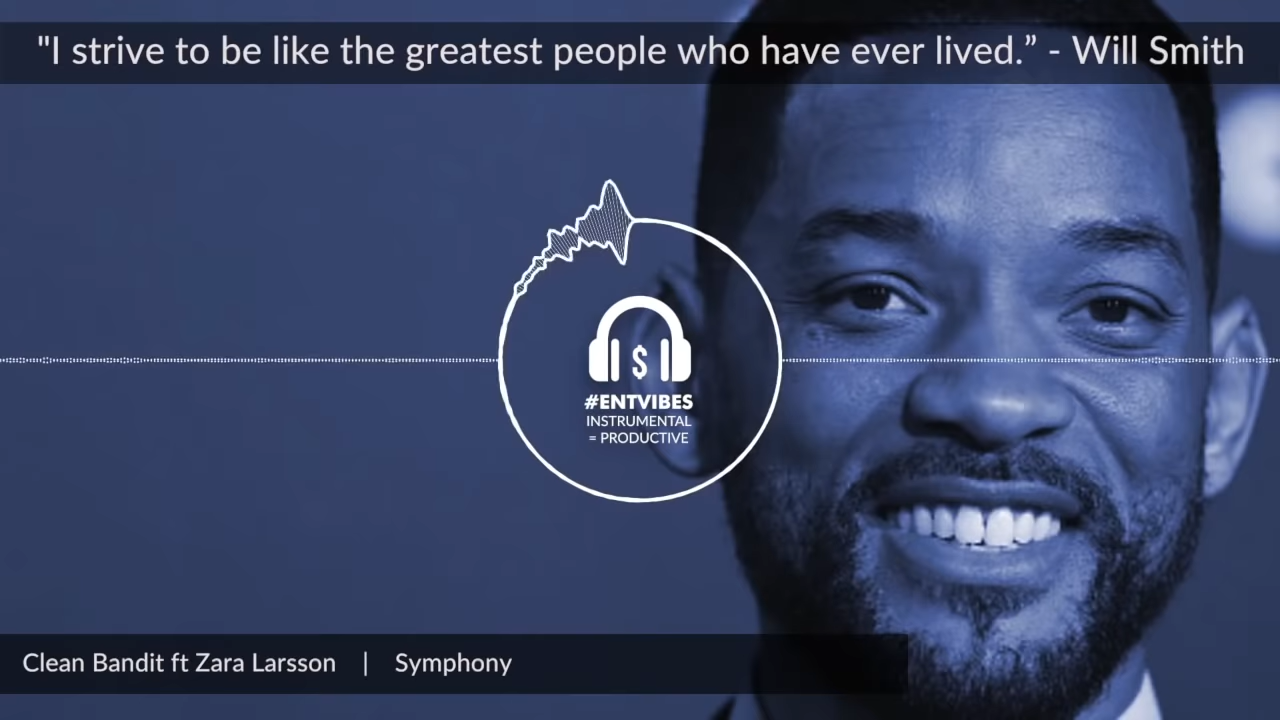 "I strive to be like the greatest people who have ever lived.” - Will Smith
$
#ENTVIBES
INSTRUMENTAL
= PRODUCTIVE
Clean Bandit ft Zara Larsson | Symphony